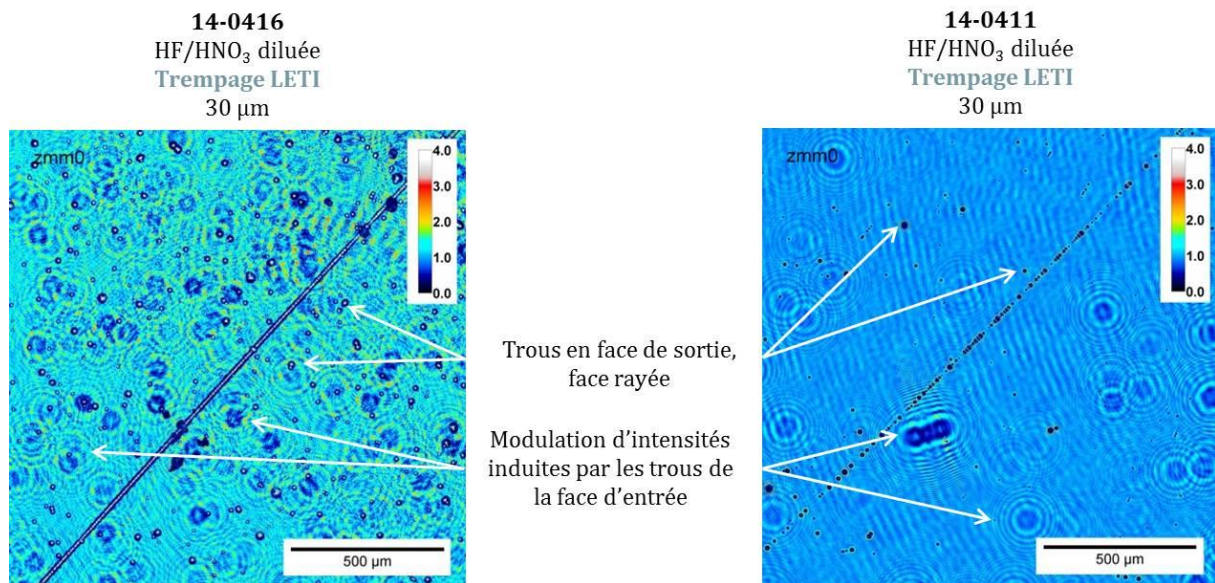 14-0416
HF/HNO₃ diluée
Trempage LETI
30 µm
zmm0
4.0
3.0
2.0
1.0
0.0
500 µm
Trous en face de sortie,
face rayée
Modulation d’intensités
induites par les trous de
la face d’entrée
14-0411
HF/HNO₃ diluée
Trempage LETI
30 µm
zmm0
4.0
3.0
2.0
1.0
0.0
500 µm